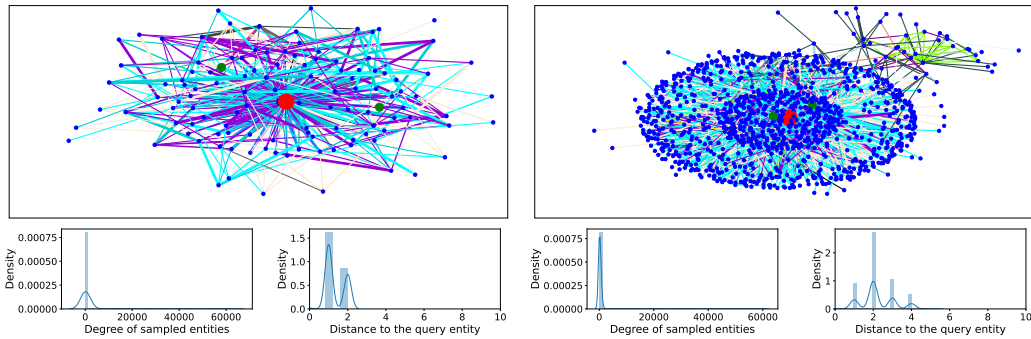 0.00075
0.00050
0.00025
0.00000
Density
0 20000 40000 60000
Degree of sampled entities
1.5
1.0
0.5
0.0
Density
0 2 4 6 8 10
Distance to the query entity
0.00075
0.00050
0.00025
0.00000
Density
0 20000 40000 60000
Degree of sampled entities
2
1
0
Density
0 2 4 6 8 10
Distance to the query entity